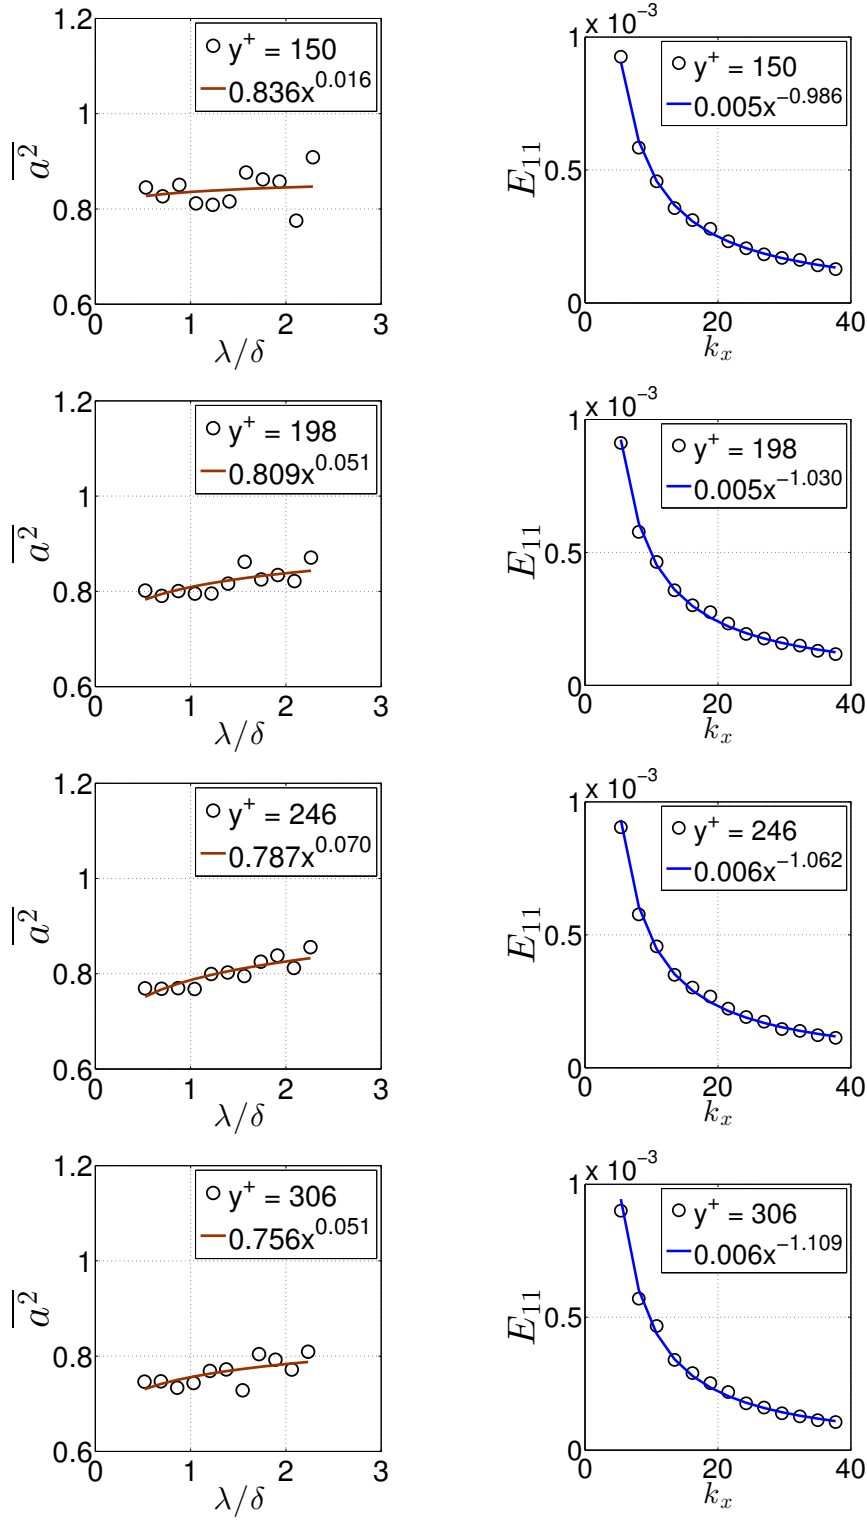 1.2
1
0.8
0.6
0 1 2 3
λ/δ
a²
y⁺ = 150
0.836x^0.016
1 x 10⁻³
0.5
0
0 20 40
kₓ
E₁₁
y⁺ = 150
0.005x^−0.986
1.2
1
0.8
0.6
0 1 2 3
λ/δ
a²
y⁺ = 198
0.809x^0.051
1 x 10⁻³
0.5
0
0 20 40
kₓ
E₁₁
y⁺ = 198
0.005x^−1.030
1.2
1
0.8
0.6
0 1 2 3
λ/δ
a²
y⁺ = 246
0.787x^0.070
1 x 10⁻³
0.5
0
0 20 40
kₓ
E₁₁
y⁺ = 246
0.006x^−1.062
1.2
1
0.8
0.6
0 1 2 3
λ/δ
a²
y⁺ = 306
0.756x^0.051
1 x 10⁻³
0.5
0
0 20 40
kₓ
E₁₁
y⁺ = 306
0.006x^−1.109